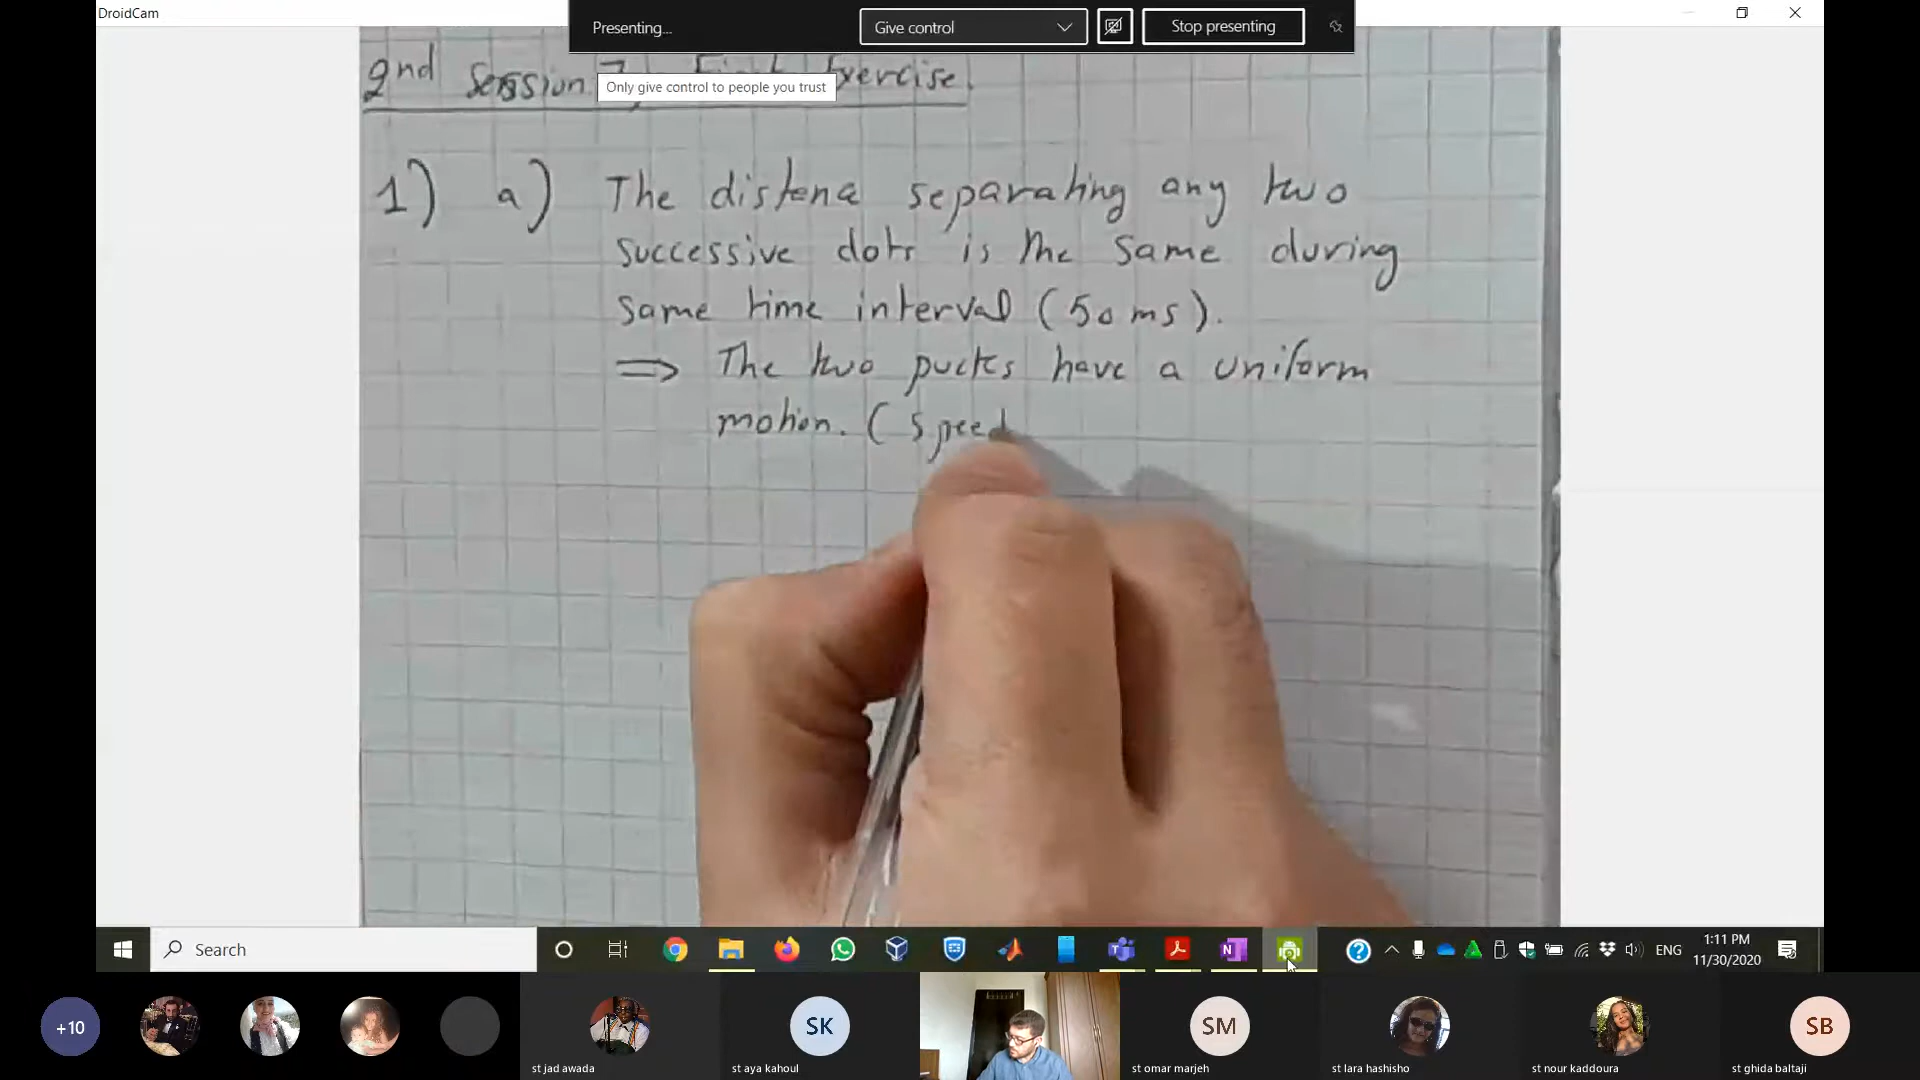 DroidCam
Presenting...
Give control
Stop presenting
Only give control to people you trust
2nd Session Exercise.
1) a) The distence separating any two
successive dots is the same during
same time interval (50 ms).
⇒ The two pucks have a uniform
motion. (Speed
Search
ENG
1:11 PM
11/30/2020
+10
SK
SM
SB
st jad awada
st aya kahoul
st omar marjeh
st lara hashisho
st nour kaddoura
st ghida baltaji